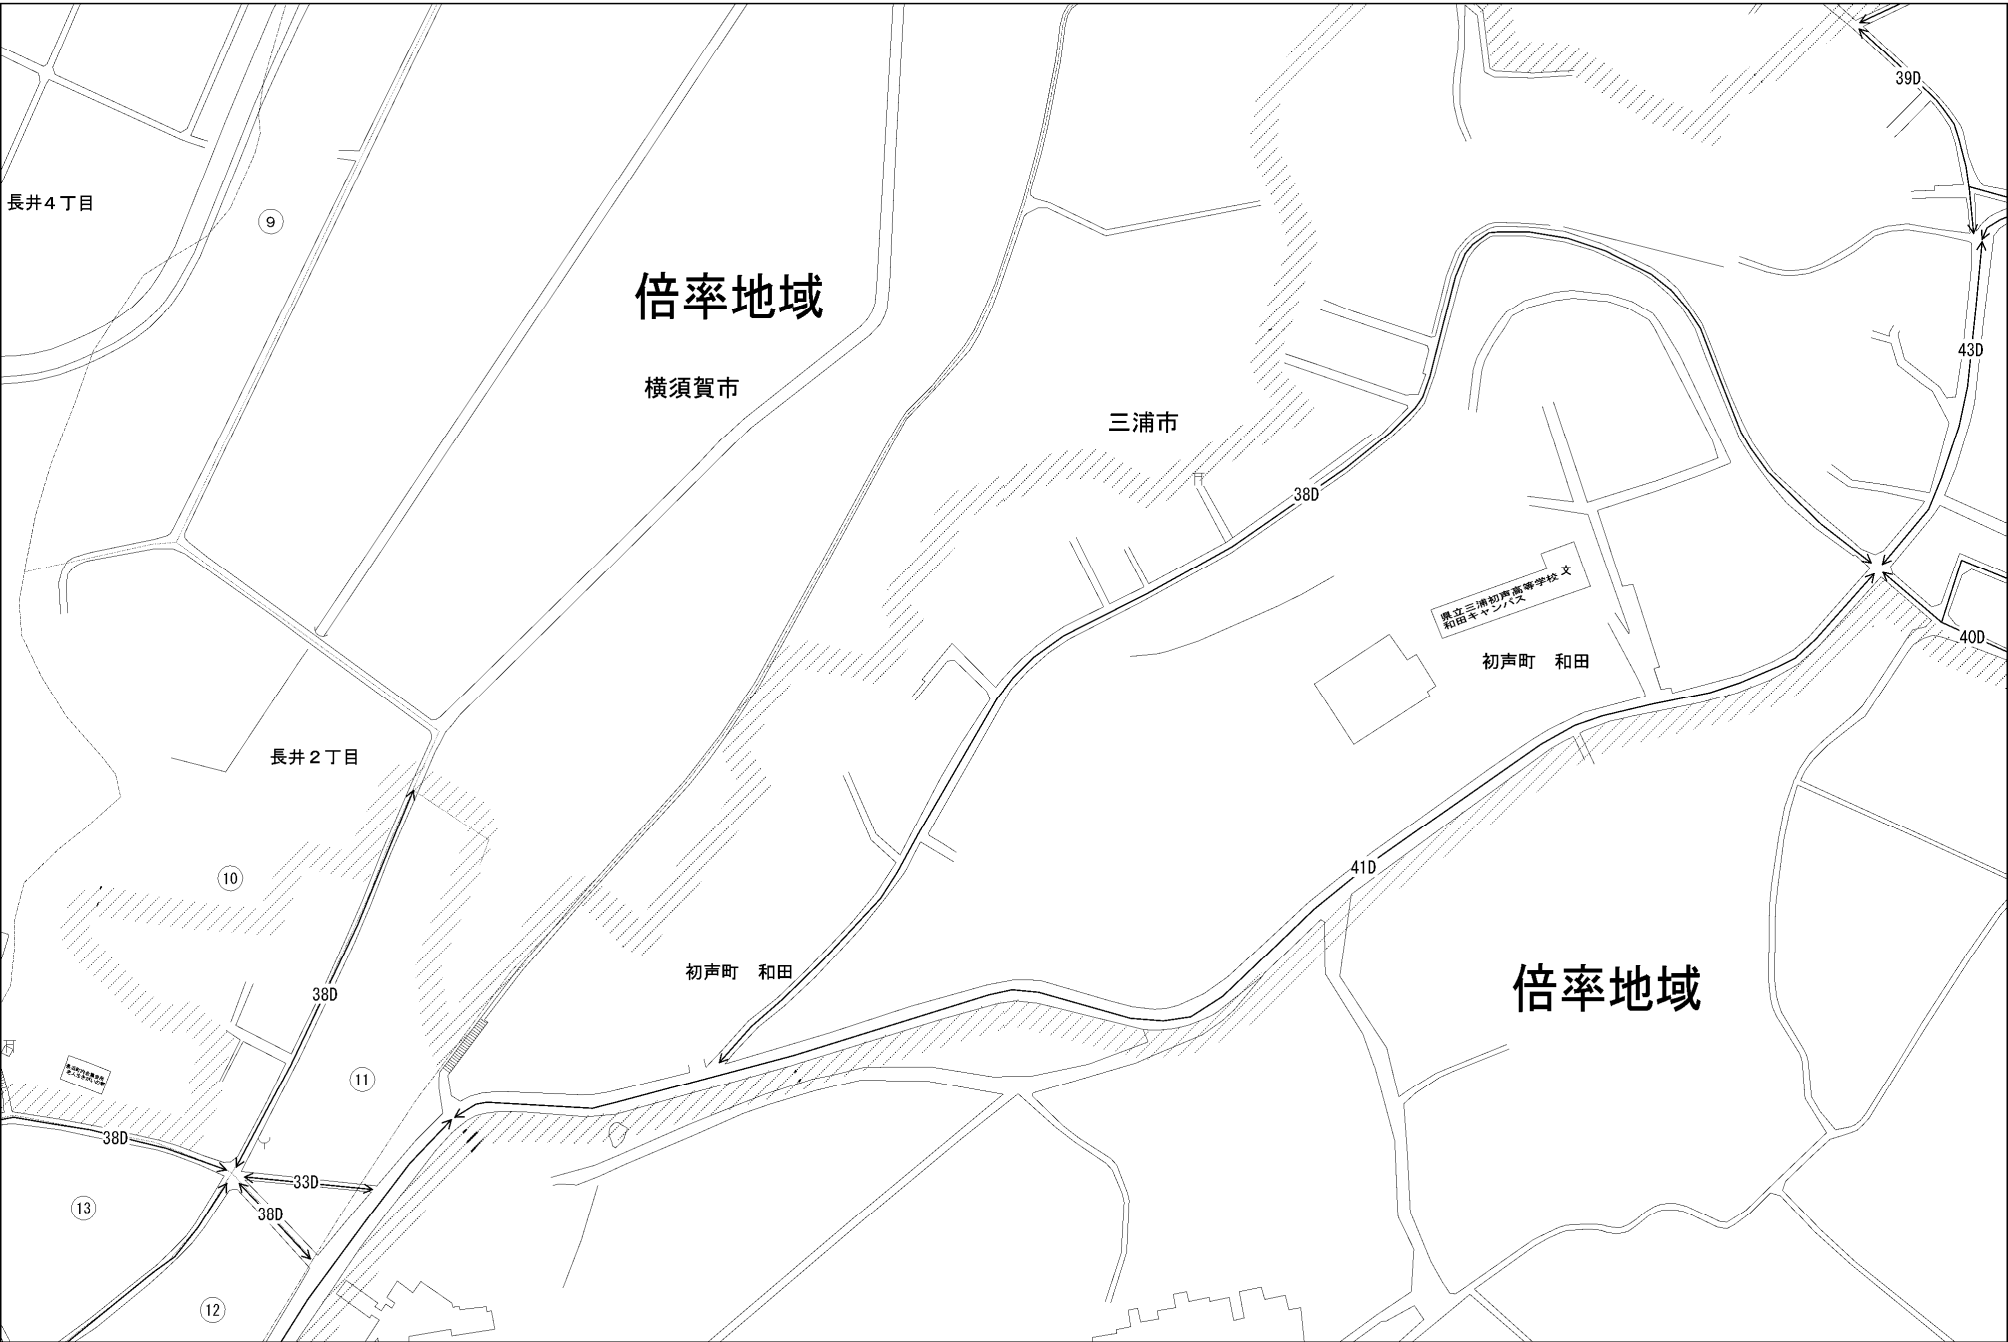 39D
長井4丁目
⑨
倍率地域
横須賀市
43D
三浦市
38D
県立三浦初声高等学校 文
和田キャンパス
40D
初声町　和田
長井2丁目
41D
⑩
初声町　和田
倍率地域
38D
⑪
38D
33D
⑬
38D
⑫